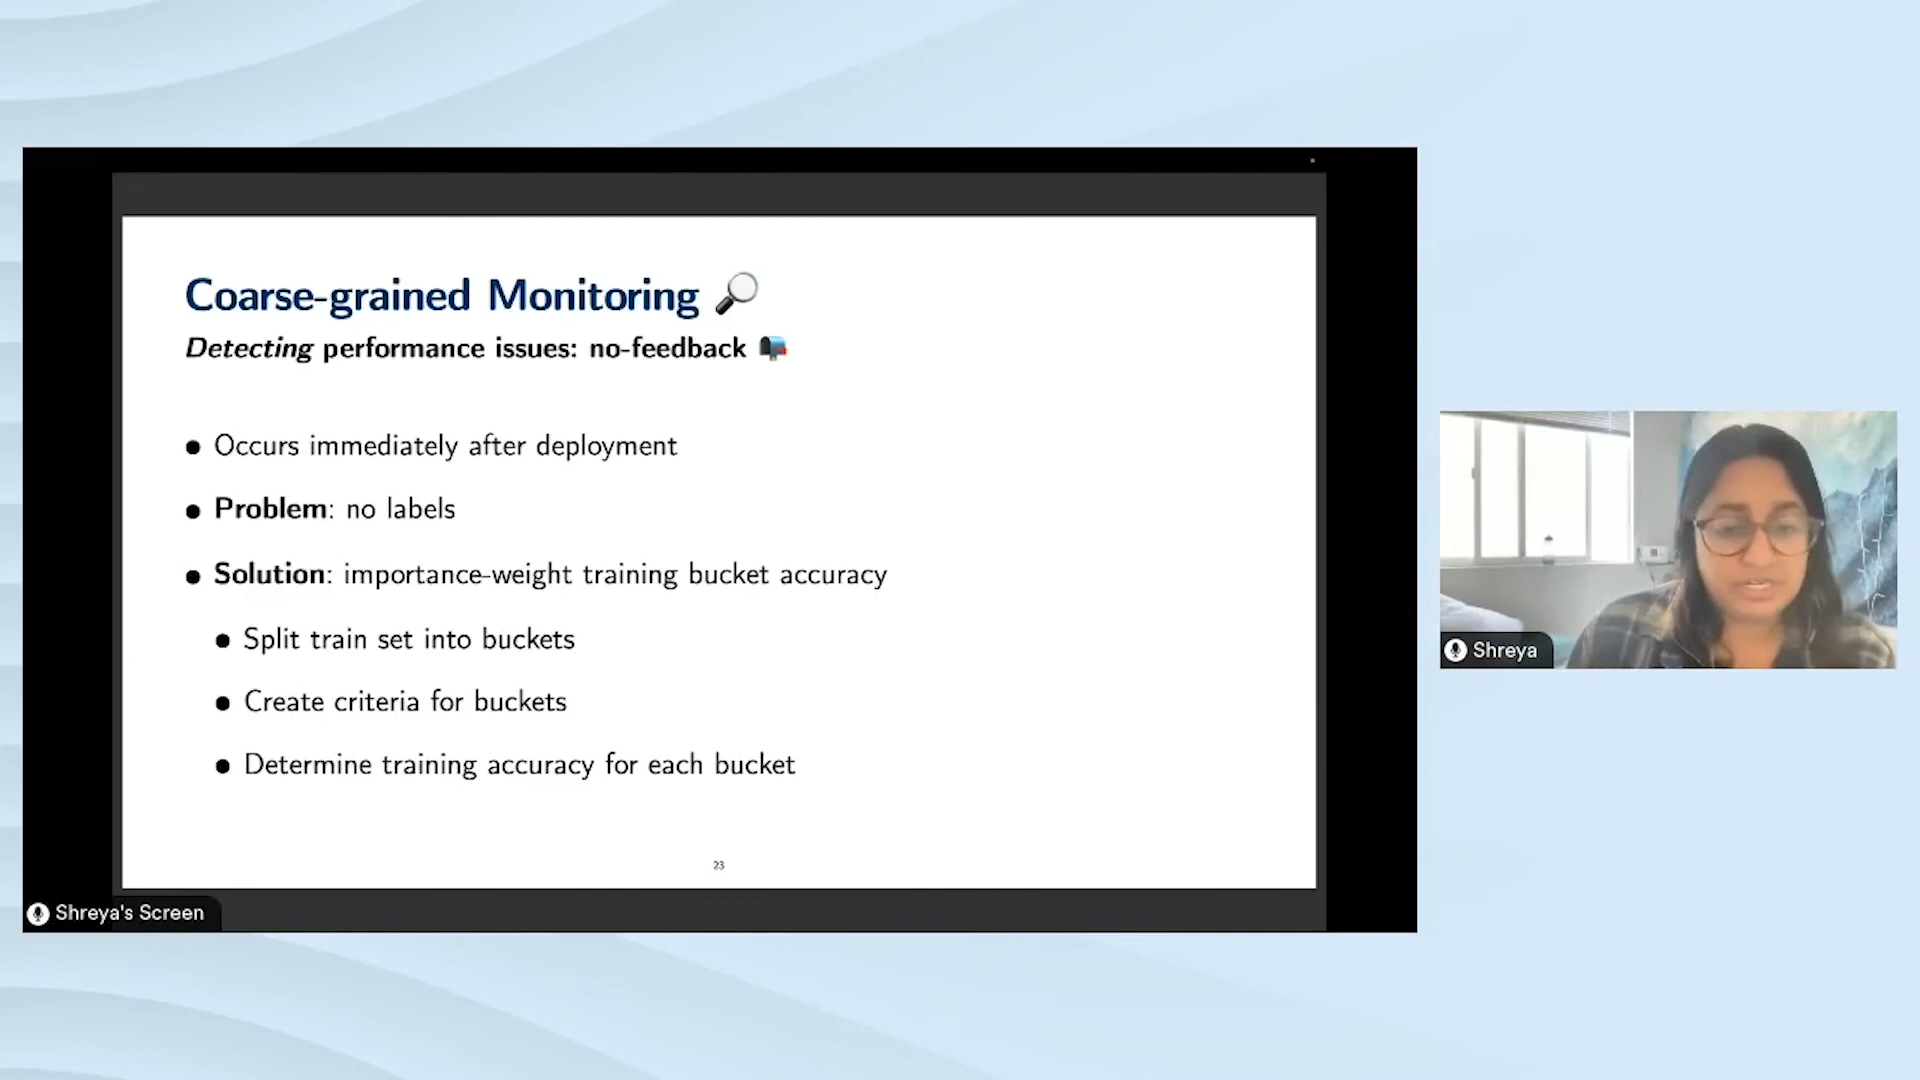 Coarse-grained Monitoring
Detecting performance issues: no-feedback
Occurs immediately after deployment
Problem: no labels
Solution: importance-weight training bucket accuracy
Split train set into buckets
Create criteria for buckets
Determine training accuracy for each bucket
23
Shreya's Screen
Shreya